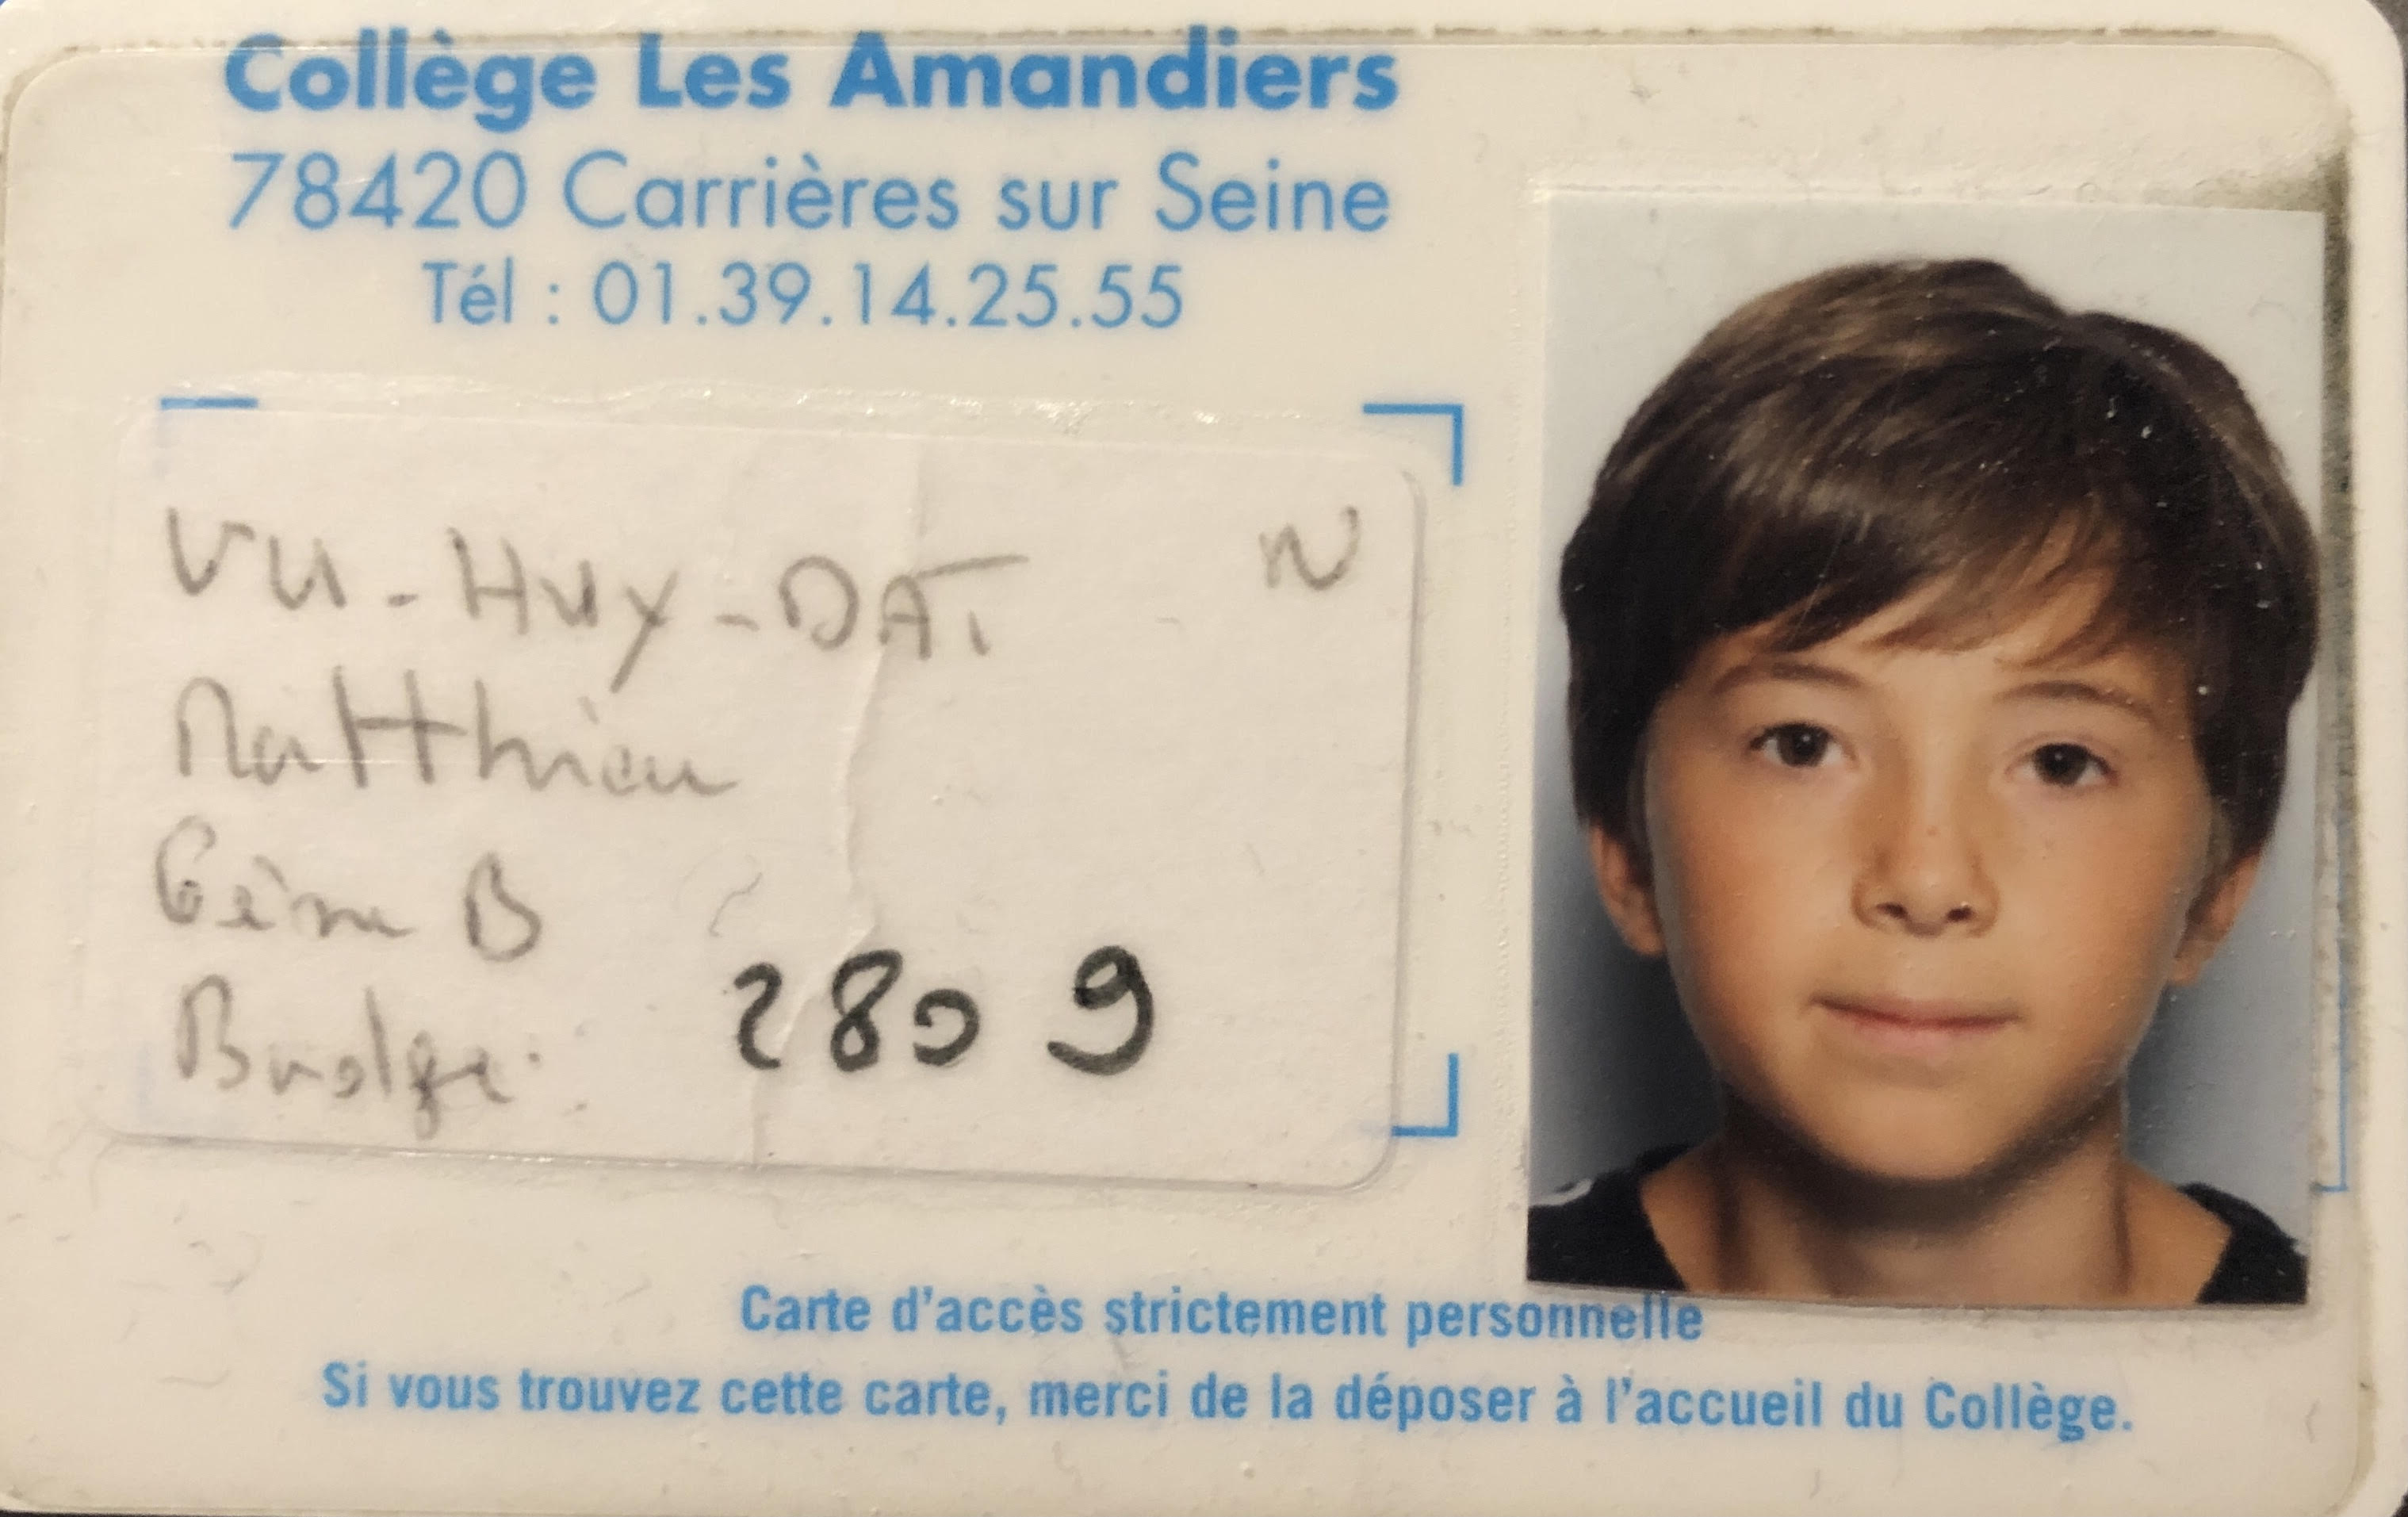 Collège Les Amandiers
78420 Carrières sur Seine
Tél : 01.39.14.25.55
VU-HUY-DAT N
Matthieu
6ème B
Badge: 2809
Carte d'accès strictement personnelle
Si vous trouvez cette carte, merci de la déposer à l'accueil du Collège.